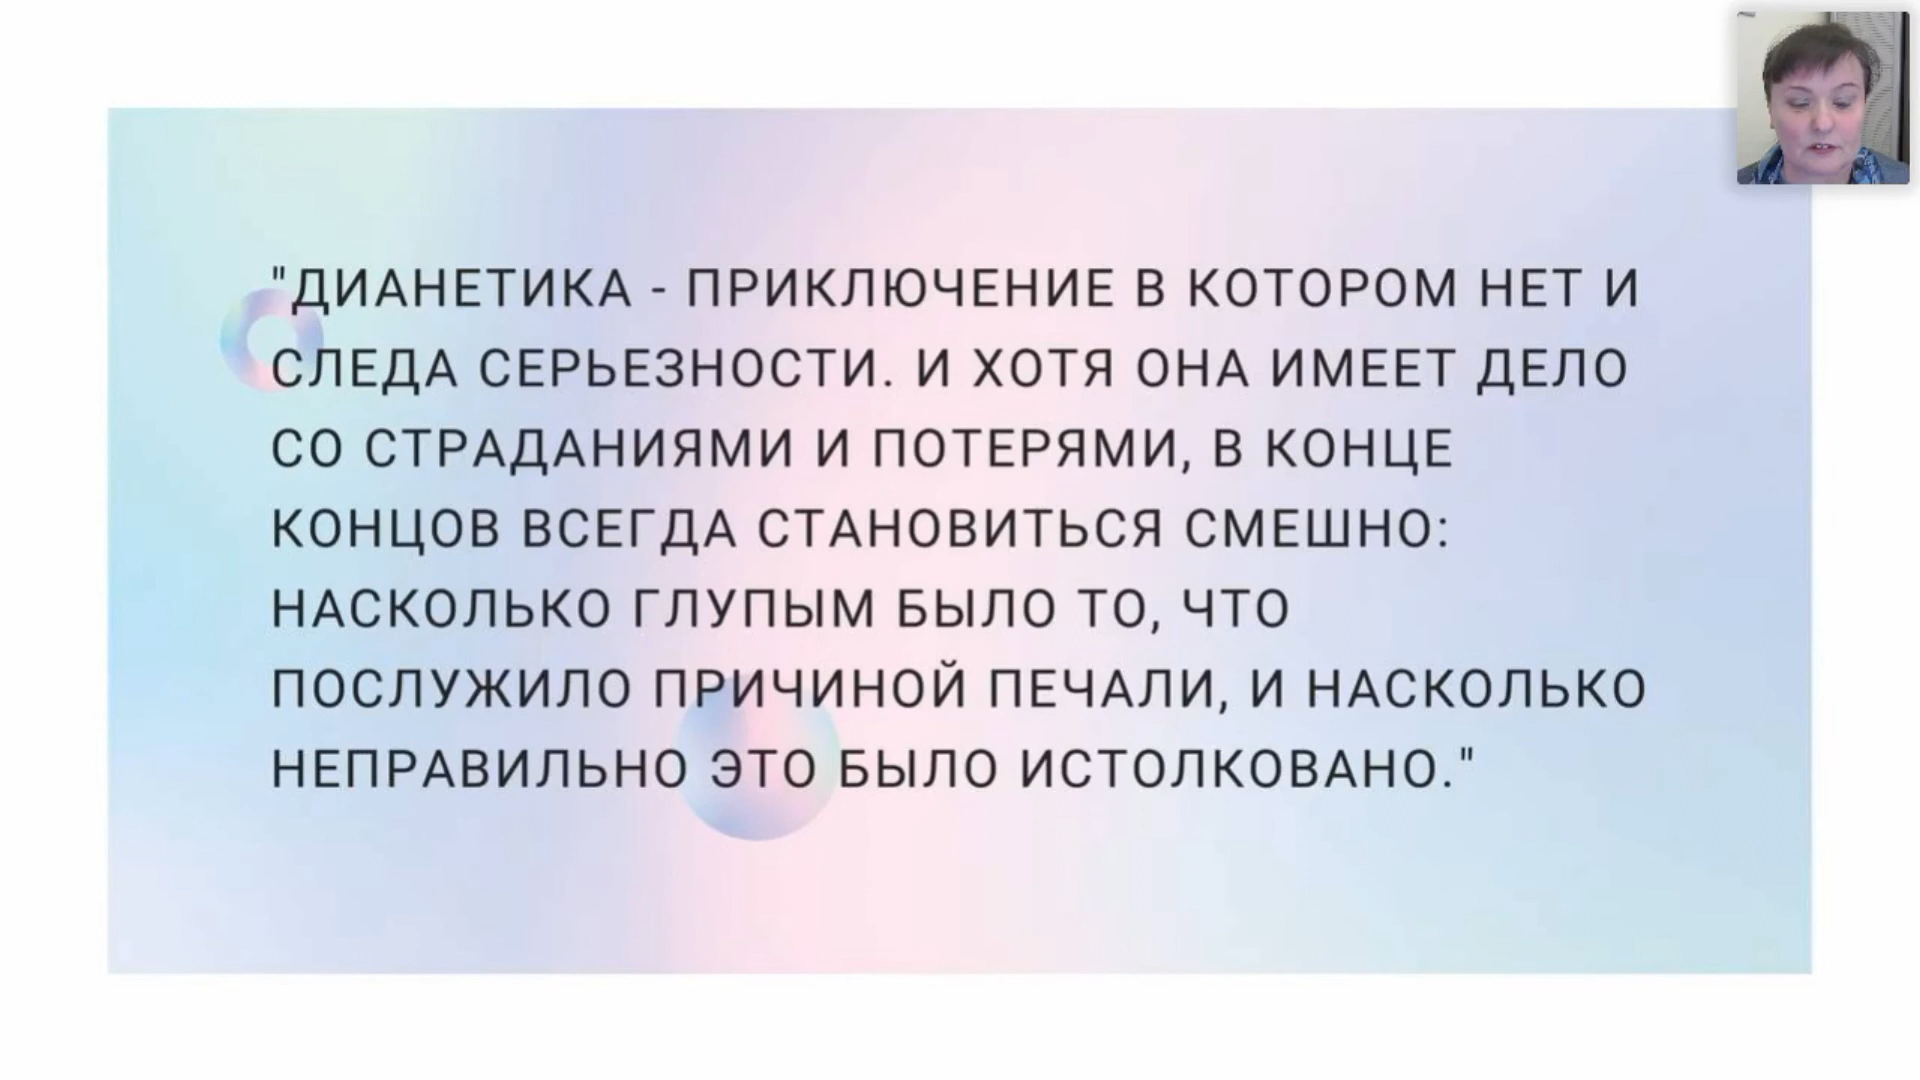 "ДИАНЕТИКА - ПРИКЛЮЧЕНИЕ В КОТОРОМ НЕТ И
СЛЕДА СЕРЬЕЗНОСТИ. И ХОТЯ ОНА ИМЕЕТ ДЕЛО
СО СТРАДАНИЯМИ И ПОТЕРЯМИ, В КОНЦЕ
КОНЦОВ ВСЕГДА СТАНОВИТЬСЯ СМЕШНО:
НАСКОЛЬКО ГЛУПЫМ БЫЛО ТО, ЧТО
ПОСЛУЖИЛО ПРИЧИНОЙ ПЕЧАЛИ, И НАСКОЛЬКО
НЕПРАВИЛЬНО ЭТО БЫЛО ИСТОЛКОВАНО."